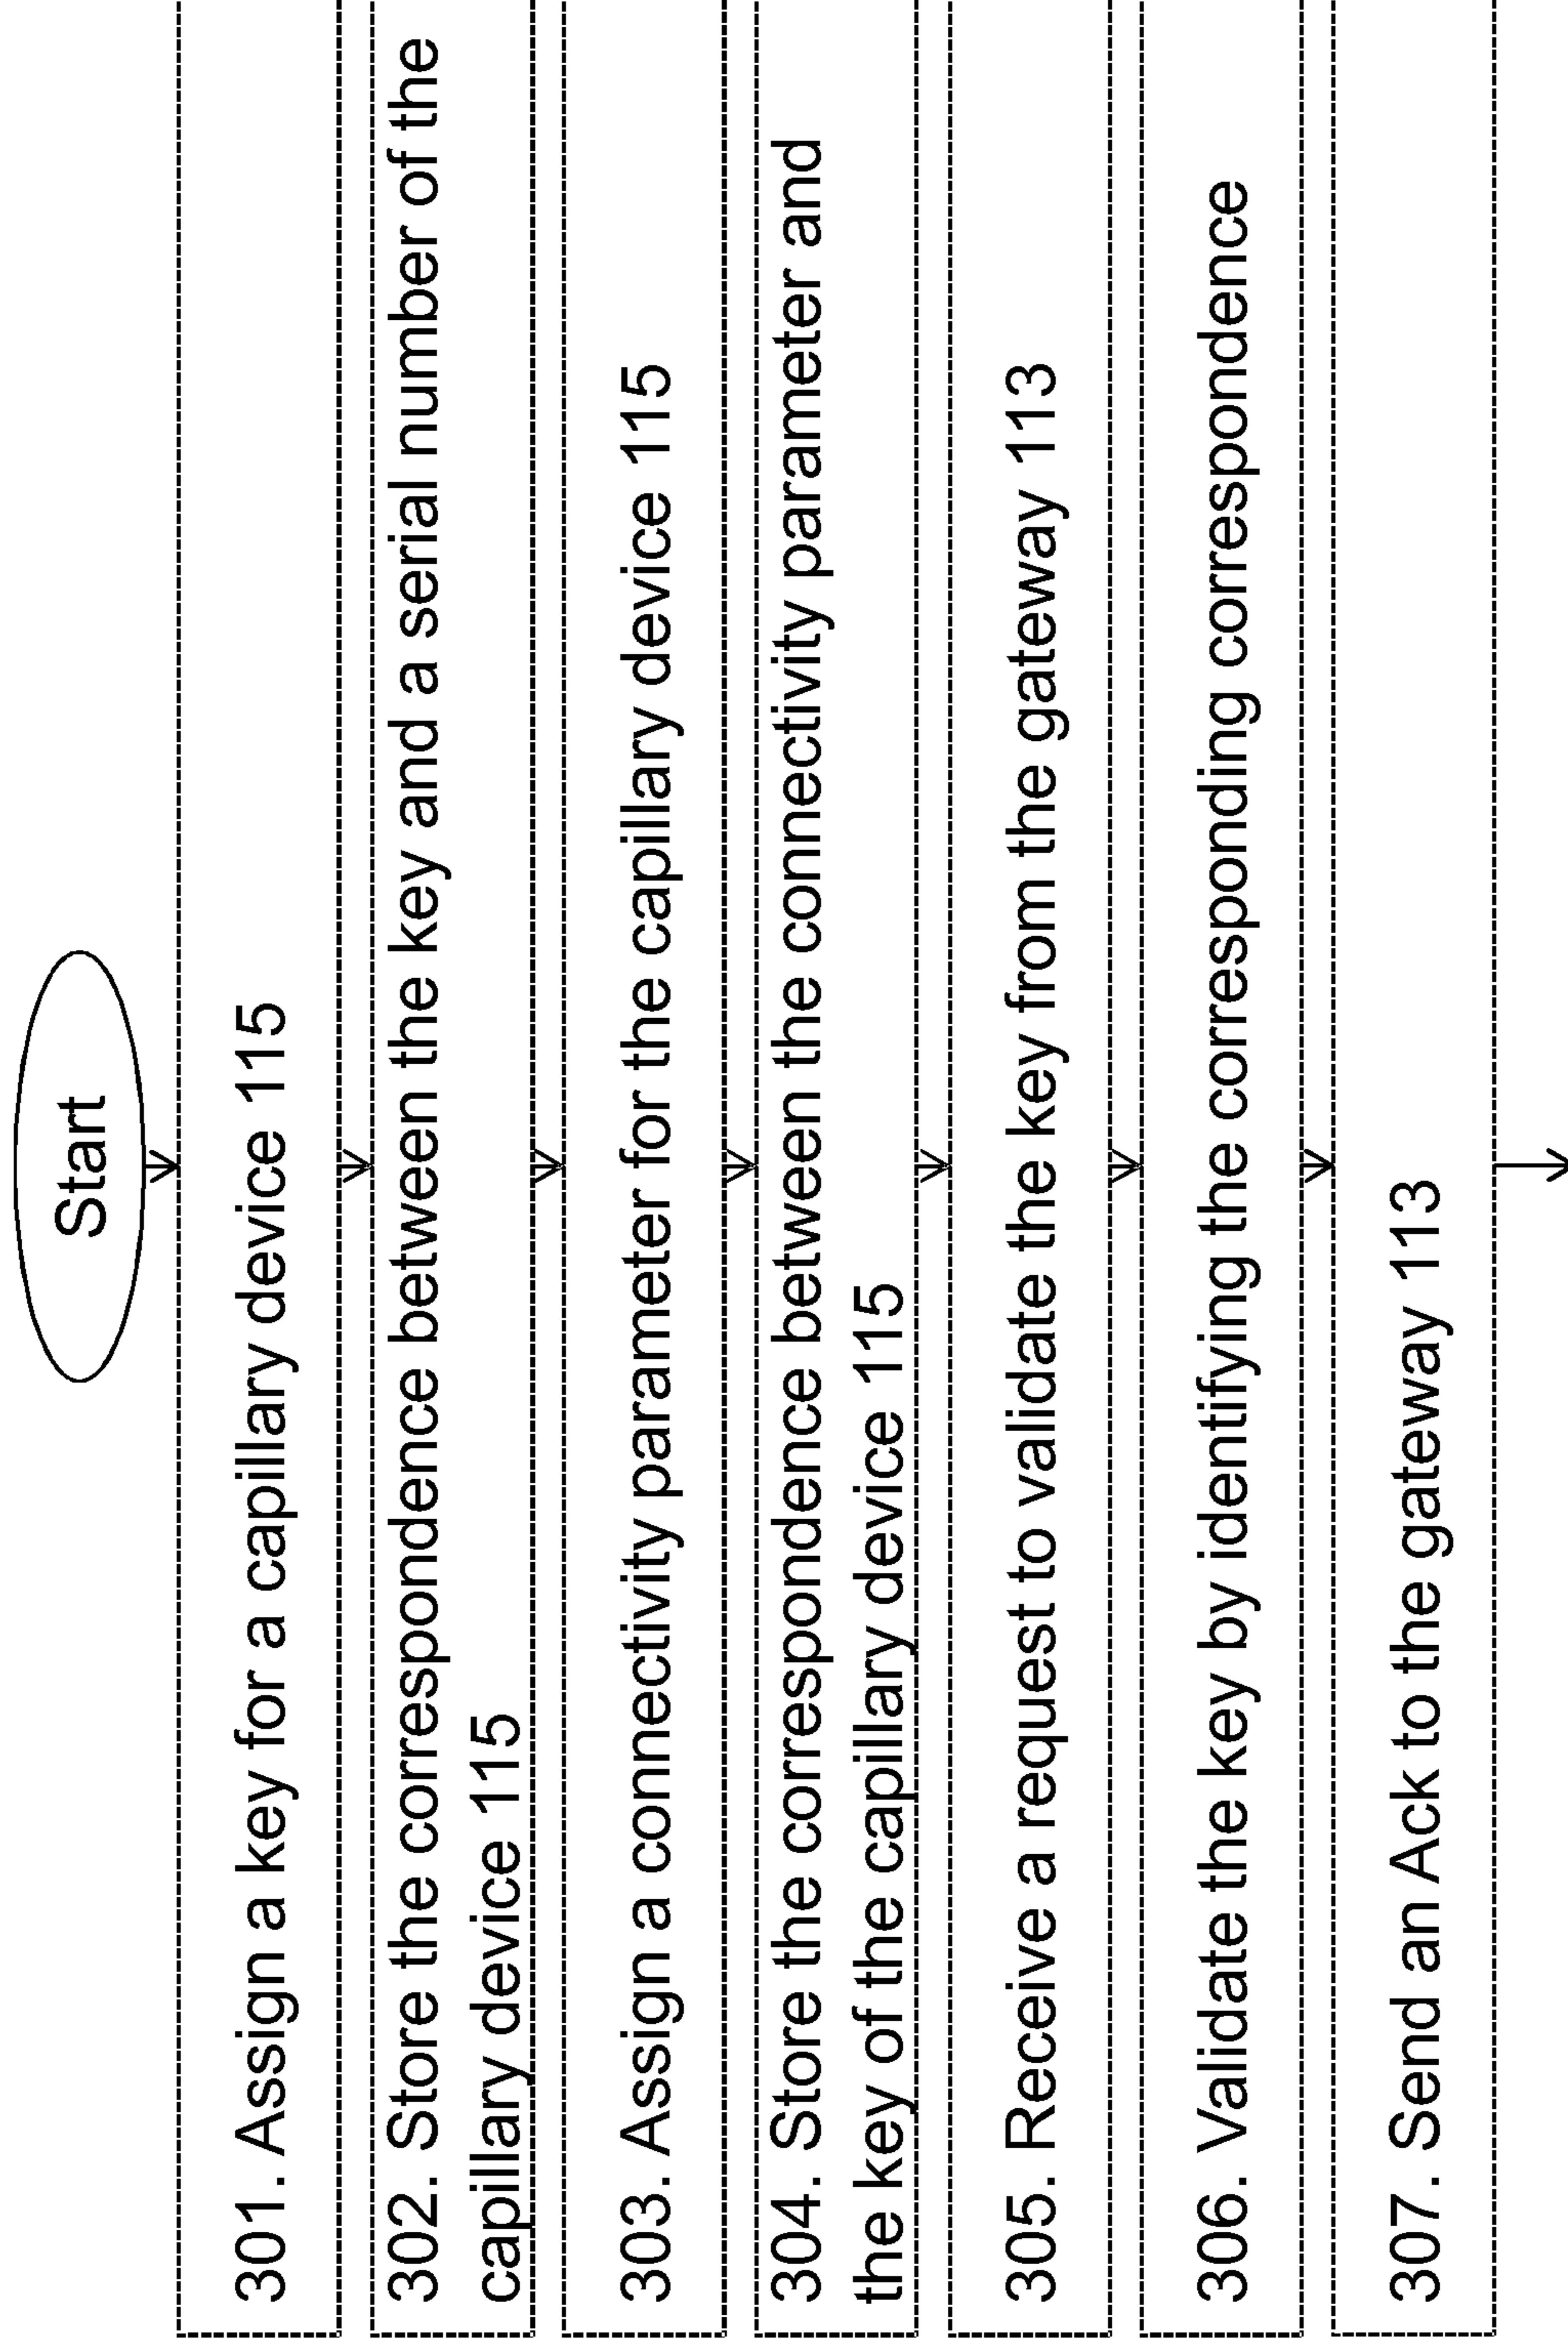 Start
301. Assign a key for a capillary device 115
302. Store the correspondence between the key and a serial number of the
capillary device 115
303. Assign a connectivity parameter for the capillary device 115
304. Store the correspondence between the connectivity parameter and
the key of the capillary device 115
305. Receive a request to validate the key from the gateway 113
306. Validate the key by identifying the corresponding correspondence
307. Send an Ack to the gateway 113